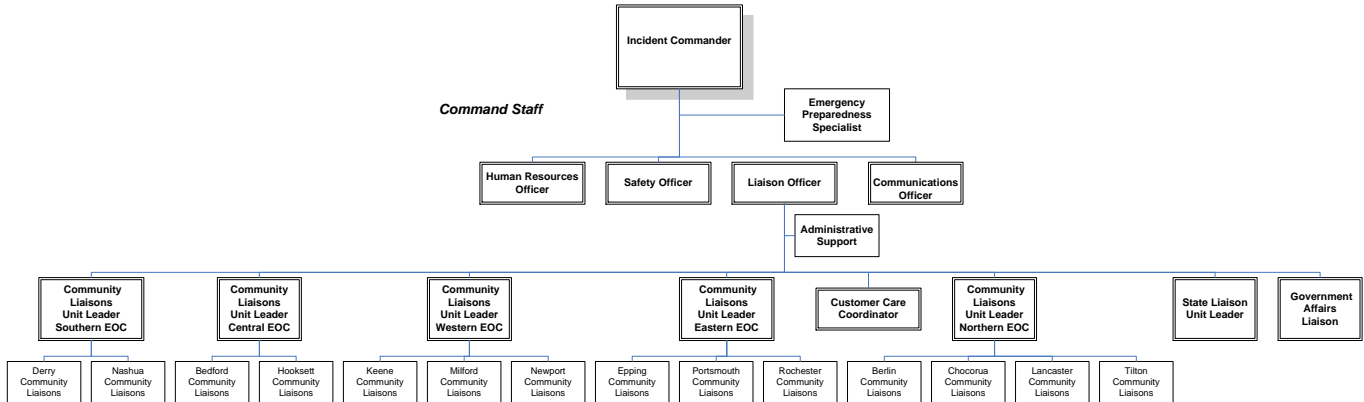 Incident Commander
Command Staff
Emergency
Preparedness
Specialist
Human Resources
Officer
Safety Officer
Liaison Officer
Communications
Officer
Administrative
Support
Community
Liaisons
Unit Leader
Southern EOC
Community
Liaisons
Unit Leader
Central EOC
Community
Liaisons
Unit Leader
Western EOC
Community
Liaisons
Unit Leader
Eastern EOC
Customer Care
Coordinator
Community
Liaisons
Unit Leader
Northern EOC
State Liaison
Unit Leader
Government
Affairs
Liaison
Derry
Community
Liaisons
Nashua
Community
Liaisons
Bedford
Community
Liaisons
Hooksett
Community
Liaisons
Keene
Community
Liaisons
Milford
Community
Liaisons
Newport
Community
Liaisons
Epping
Community
Liaisons
Portsmouth
Community
Liaisons
Rochester
Community
Liaisons
Berlin
Community
Liaisons
Chocorua
Community
Liaisons
Lancaster
Community
Liaisons
Tilton
Community
Liaisons